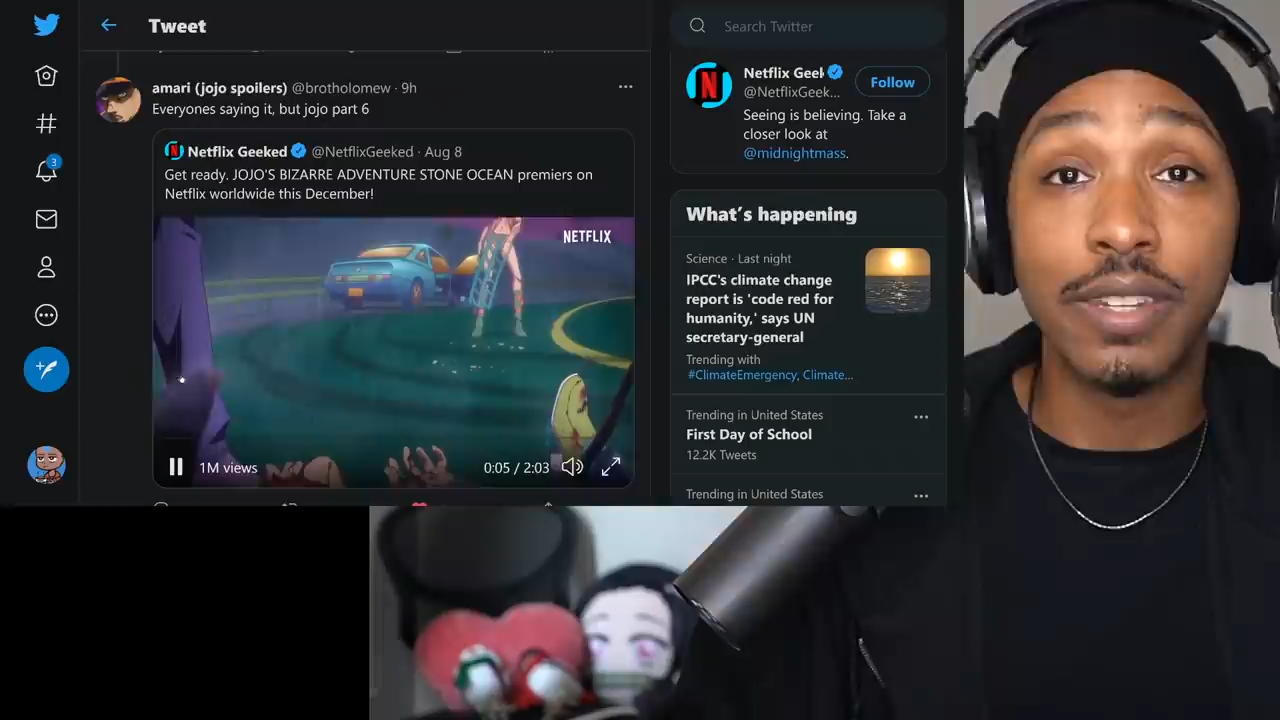 Tweet
amari (jojo spoilers) @brotholomew · 9h
Everyones saying it, but jojo part 6
Netflix Geeked @NetflixGeeked · Aug 8
Get ready. JOJO'S BIZARRE ADVENTURE STONE OCEAN premiers on
Netflix worldwide this December!
NETFLIX
1M views
0:05 / 2:03
3
Search Twitter
Netflix Geek
@NetflixGeek...
Follow
Seeing is believing. Take a
closer look at
@midnightmass.
What's happening
Science · Last night
IPCC's climate change
report is 'code red for
humanity,' says UN
secretary-general
Trending with
#ClimateEmergency, Climate...
Trending in United States
First Day of School
12.2K Tweets
Trending in United States